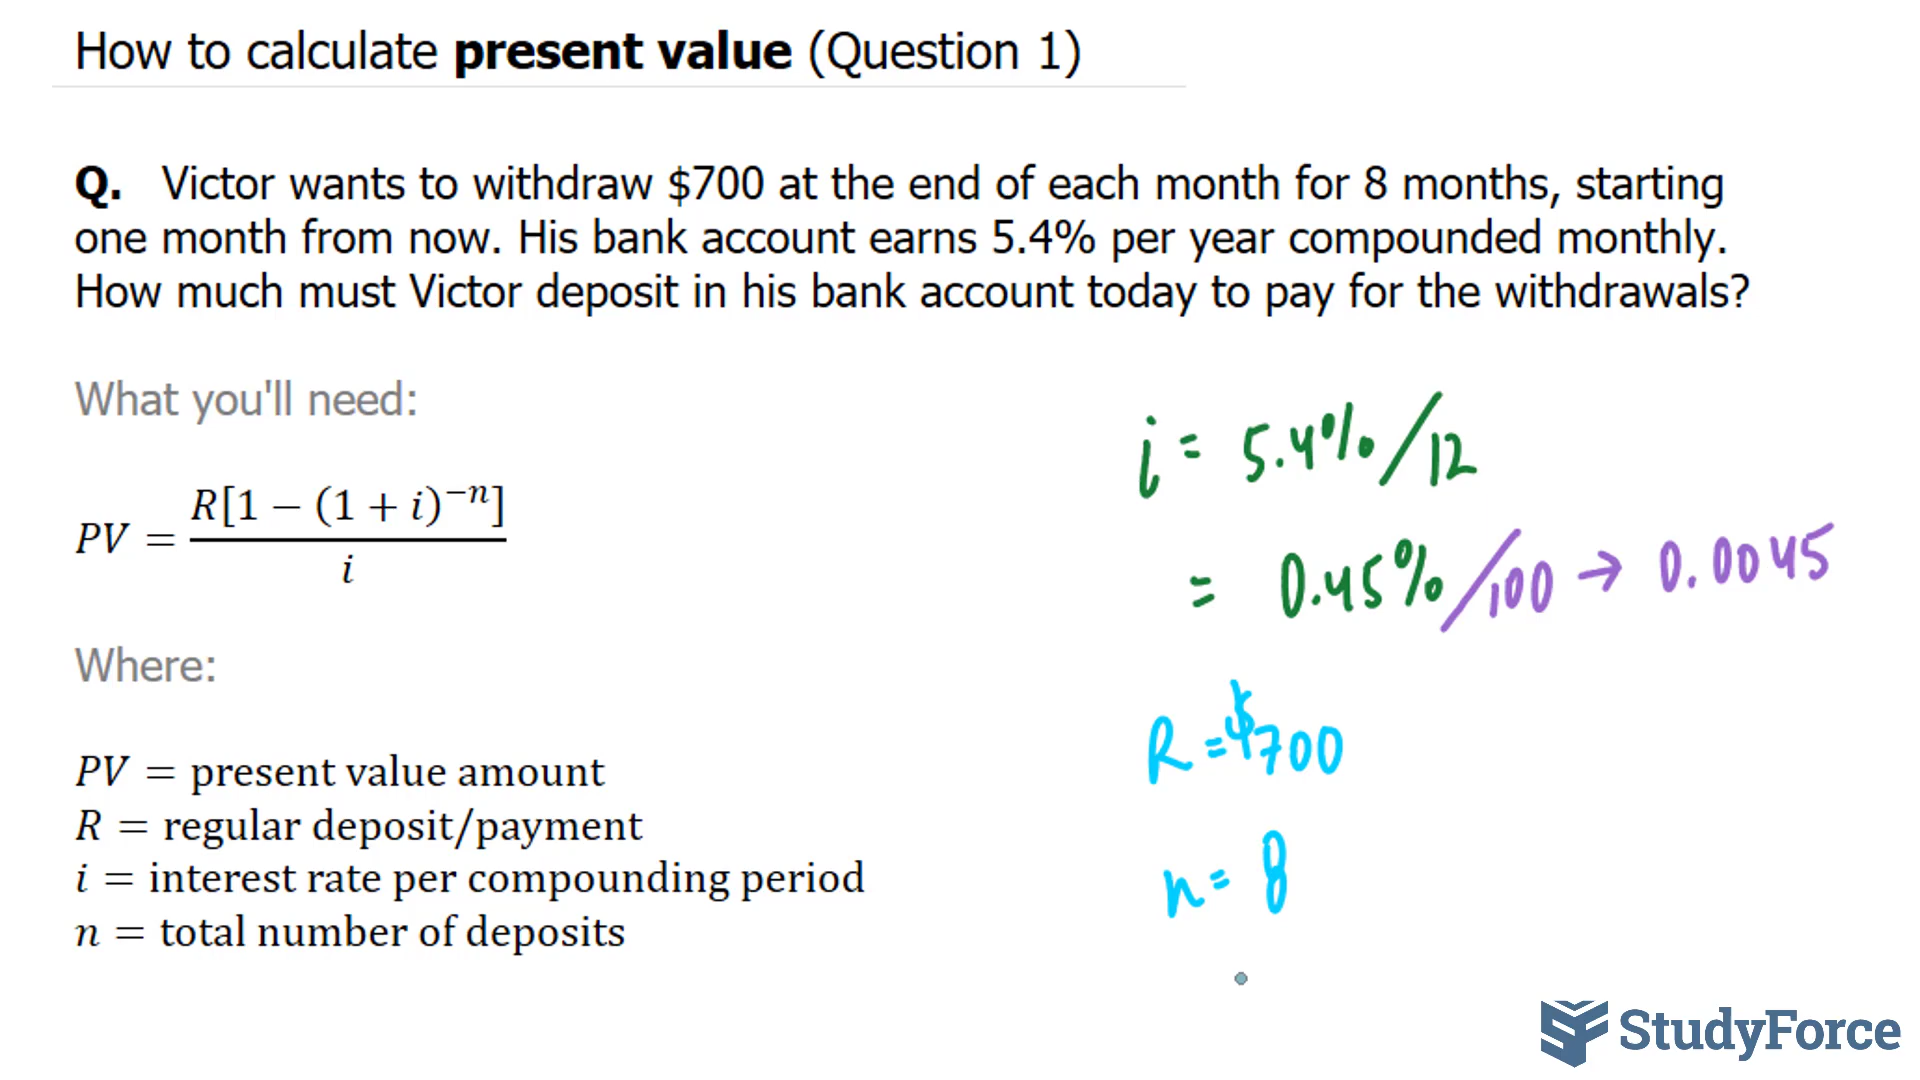 How to calculate present value (Question 1)
Q. Victor wants to withdraw $700 at the end of each month for 8 months, starting
one month from now. His bank account earns 5.4% per year compounded monthly.
How much must Victor deposit in his bank account today to pay for the withdrawals?
What you'll need:
PV = R[1 − (1 + i)⁻ⁿ] / i
Where:
PV = present value amount
R = regular deposit/payment
i = interest rate per compounding period
n = total number of deposits
i = 5.4%/12
= 0.45%/100 → 0.0045
R = $700
n = 8
StudyForce